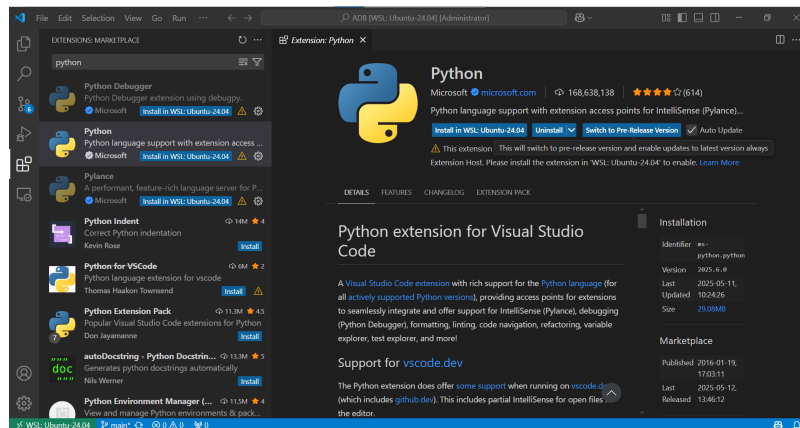 File Edit Selection View Go Run ···
ADB [WSL: Ubuntu-24.04] [Administrator]
EXTENSIONS: MARKETPLACE
python
Python Debugger
Python Debugger extension using debugpy.
Microsoft Install in WSL: Ubuntu-24.04
Python
Python language support with extension access ...
Microsoft Install in WSL: Ubuntu-24.04
Pylance
A performant, feature-rich language server for P...
Microsoft Install in WSL: Ubuntu-24.04
Python Indent 14M 4
Correct Python indentation
Kevin Rose Install
Python for VSCode 6M 2
Python language extension for vscode
Thomas Haakon Townsend Install
Python Extension Pack 11.3M 4.5
Popular Visual Studio Code extensions for Python
7 Don Jayamanne Install
autoDocstring - Python Docstrin... 13.3M 5
Generates python docstrings automatically
doc
Nils Werner Install
Python Environment Manager (... 11.5M 4
View and manage Python environments & pack...
6
Extension: Python
Python
Microsoft microsoft.com 168,638,138 (614)
Python language support with extension access points for IntelliSense (Pylance)...
Install in WSL: Ubuntu-24.04 Uninstall Switch to Pre-Release Version Auto Update
This exten
This will switch to pre-release version and enable updates to latest version always
Extension Host. Please install the extension in 'WSL: Ubuntu-24.04' to enable. Learn More
DETAILS FEATURES CHANGELOG EXTENSION PACK
Python extension for Visual Studio
Code
A Visual Studio Code extension with rich support for the Python language (for
all actively supported Python versions), providing access points for extensions
to seamlessly integrate and offer support for IntelliSense (Pylance), debugging
(Python Debugger), formatting, linting, code navigation, refactoring, variable
explorer, test explorer, and more!
Support for vscode.dev
The Python extension does offer some support when running on vscode.d
(which includes github.dev). This includes partial IntelliSense for open files
the editor.
Installation
Identifier ms-
python.python
Version 2025.6.0
Last 2025-05-11,
Updated 10:24:26
Size 29.08MB
Marketplace
Published 2016-01-19,
17:03:11
Last 2025-05-12,
Released 13:46:12
WSL: Ubuntu-24.04 main* 0 0 0